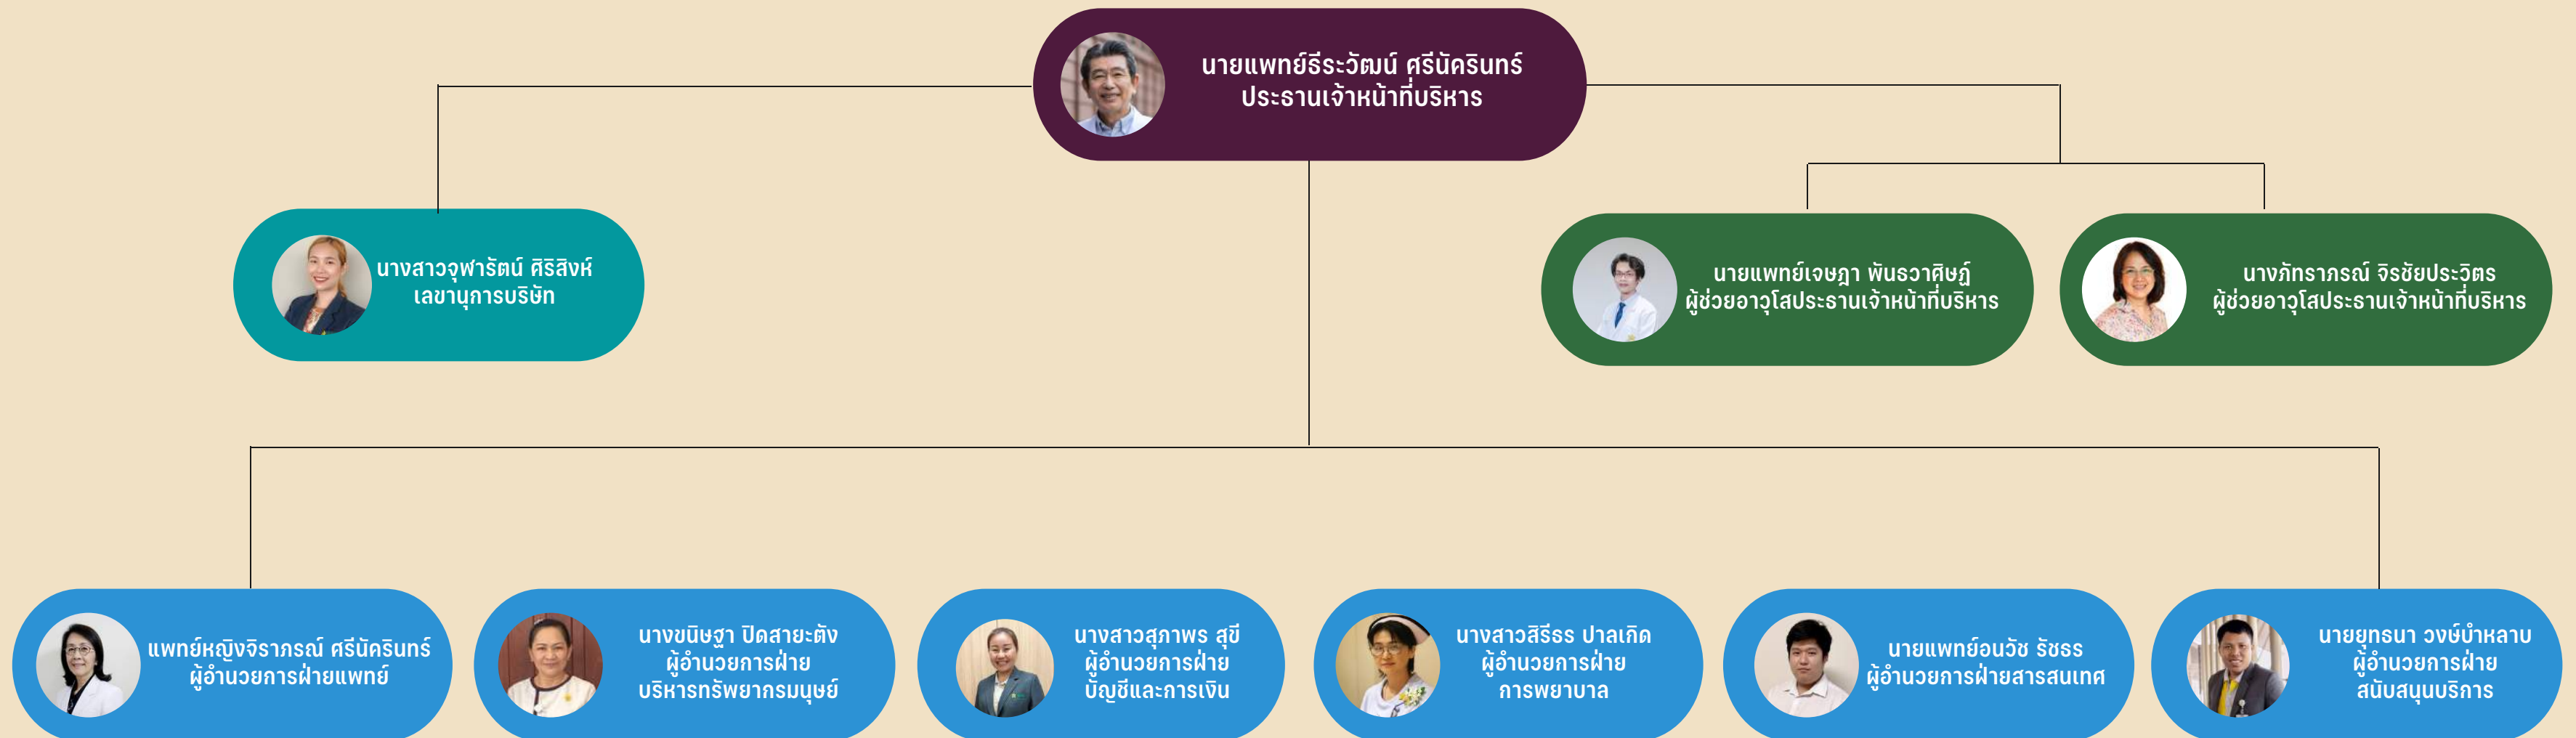 นายแพทย์ธีระวัฒน์ ศรีนัครินทร์
ประธานเจ้าหน้าที่บริหาร
นางสาวจุฬารัตน์ ศิริสิงห์
เลขานุการบริษัท
นายแพทย์เจษฎา พันธวาศิษฏ์
ผู้ช่วยอาวุโสประธานเจ้าหน้าที่บริหาร
นางภัทราภรณ์ จิรชัยประวิตร
ผู้ช่วยอาวุโสประธานเจ้าหน้าที่บริหาร
แพทย์หญิงจิราภรณ์ ศรีนัครินทร์
ผู้อำนวยการฝ่ายแพทย์
นางขนิษฐา ปิดสายะตัง
ผู้อำนวยการฝ่าย
บริหารทรัพยากรมนุษย์
นางสาวสุภาพร สุขี
ผู้อำนวยการฝ่าย
บัญชีและการเงิน
นางสาวสิรีธร ปาลเกิด
ผู้อำนวยการฝ่าย
การพยาบาล
นายแพทย์อนวัช รัชธร
ผู้อำนวยการฝ่ายสารสนเทศ
นายยุทธนา วงษ์บำหลาบ
ผู้อำนวยการฝ่าย
สนับสนุนบริการ